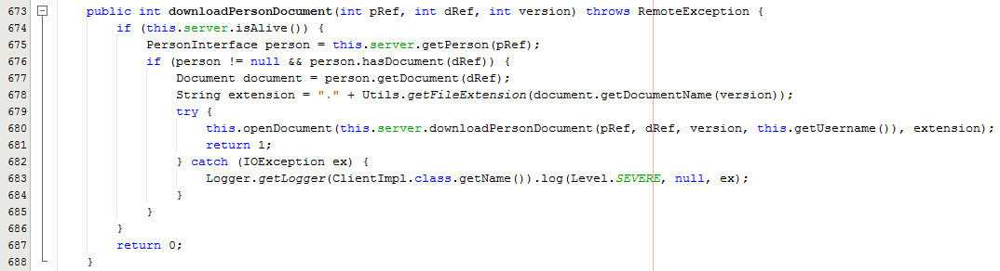 673 public int downloadPersonDocument(int pRef, int dRef, int version) throws RemoteException {
674 if (this.server.isAlive()) {
675 PersonInterface person = this.server.getPerson(pRef);
676 if (person != null && person.hasDocument(dRef)) {
677 Document document = person.getDocument(dRef);
678 String extension = "." + Utils.getFileExtension(document.getDocumentName(version));
679 try {
680 this.openDocument(this.server.downloadPersonDocument(pRef, dRef, version, this.getUsername()), extension);
681 return 1;
682 } catch (IOException ex) {
683 Logger.getLogger(ClientImpl.class.getName()).log(Level.SEVERE, null, ex);
684 }
685 }
686 }
687 return 0;
688 }